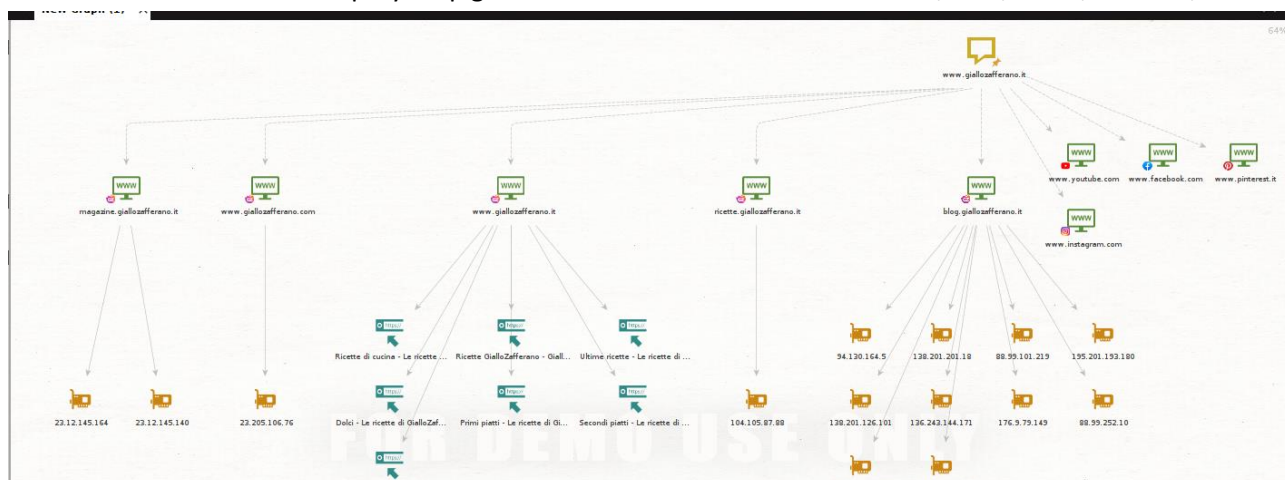 New Graph (1) X
64%
www.giallozafferano.it
www.youtube.com
www.facebook.com
www.pinterest.it
magazine.giallozafferano.it
www.giallozafferano.com
www.giallozafferano.it
ricette.giallozafferano.it
blog.giallozafferano.it
www.instagram.com
Ricette di cucina - Le ricette ...
Ricette GialloZafferano - Giall...
Ultime ricette - Le ricette di ...
94.130.164.5
138.201.201.18
88.99.101.219
195.201.193.180
23.12.145.164
23.12.145.140
23.205.106.76
Dolci - Le ricette di GialloZaf...
Primi piatti - Le ricette di Gi...
Secondi piatti - Le ricette di ...
104.105.87.88
138.201.126.101
136.243.144.171
176.9.79.149
88.99.252.10
FOR DEMO USE ONLY